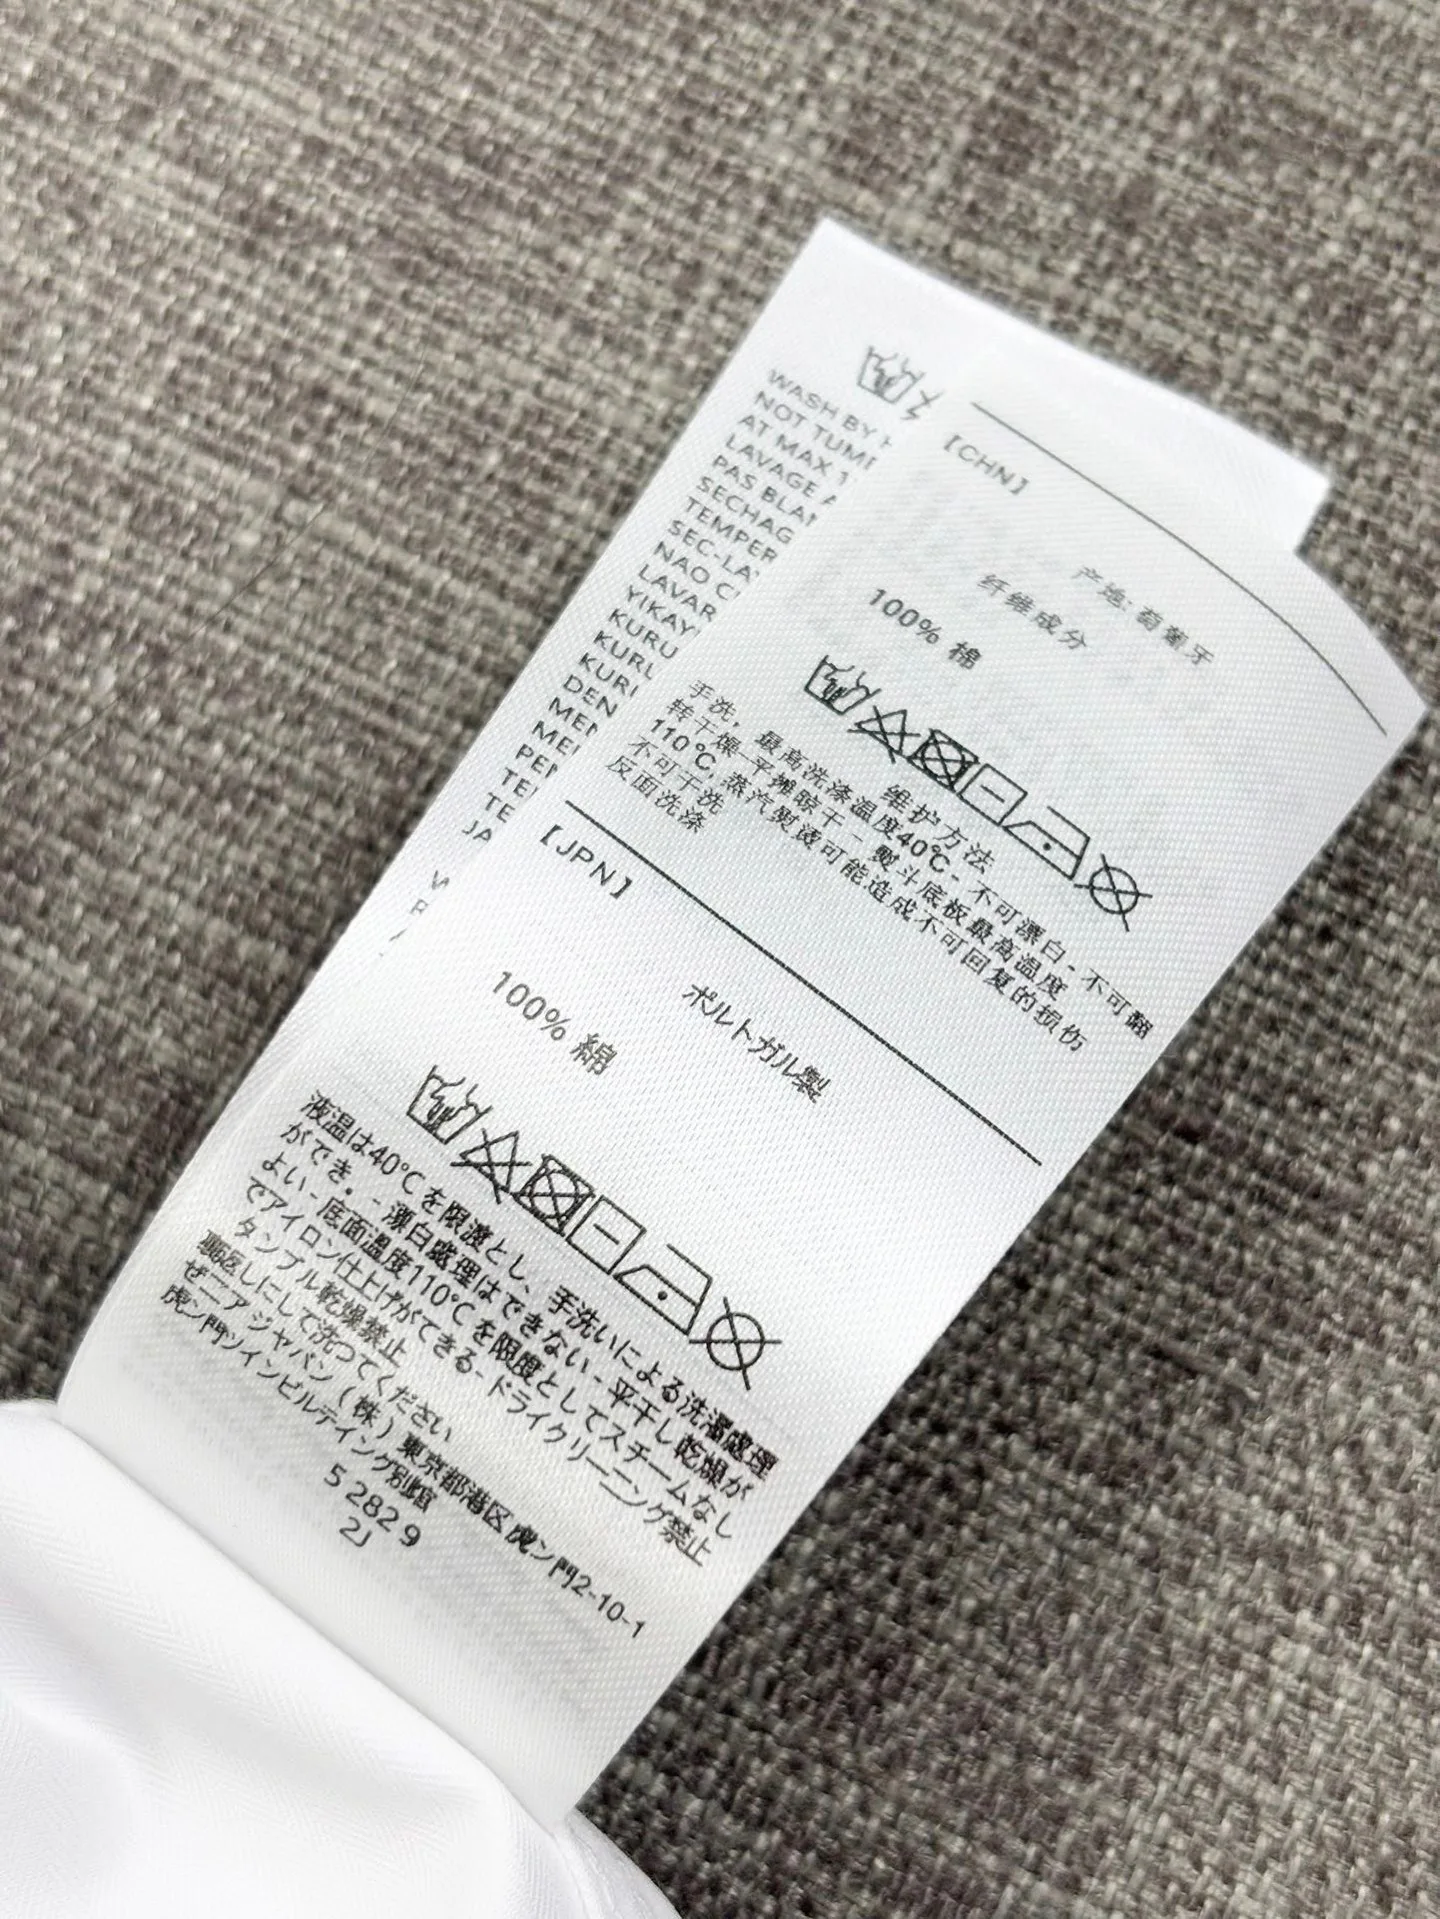 WASH BY
NOT TUM
AT MAX 1
LAVAGE A
PAS BLA
SECHAG
TEMPER
SEC-LA
NAO C
LAVAR
YIKAY
KURU
KURU
KURI
DEN
MEN
ME
PE
TE
TE
JA
【CHN】
产地: 葡萄牙
纤维成分
100% 棉
维护方法
手洗, 最高洗涤温度40℃- 不可漂白- 不可翻
转干燥-平摊晾干 - 熨斗底板最高温度
110℃, 蒸汽熨烫可能造成不可回复的损伤
不可干洗
反面洗涤
【JPN】
ポルトガル製
100% 綿
液温は40℃を限度とし、手洗いによる洗濯處理
ができ。- 漂白處理はできない- 平干し乾燥が
よい- 底面温度110℃を限度としてスチームなし
でアイロン仕上げができる- ドライクリーニング禁止
タンブル乾燥禁止
裏返しにして洗ってください
ゼニア ジャパン (株) 東京都港区虎ン門2-10-1
虎ン門ツインビルディング別館
5 2829
2J